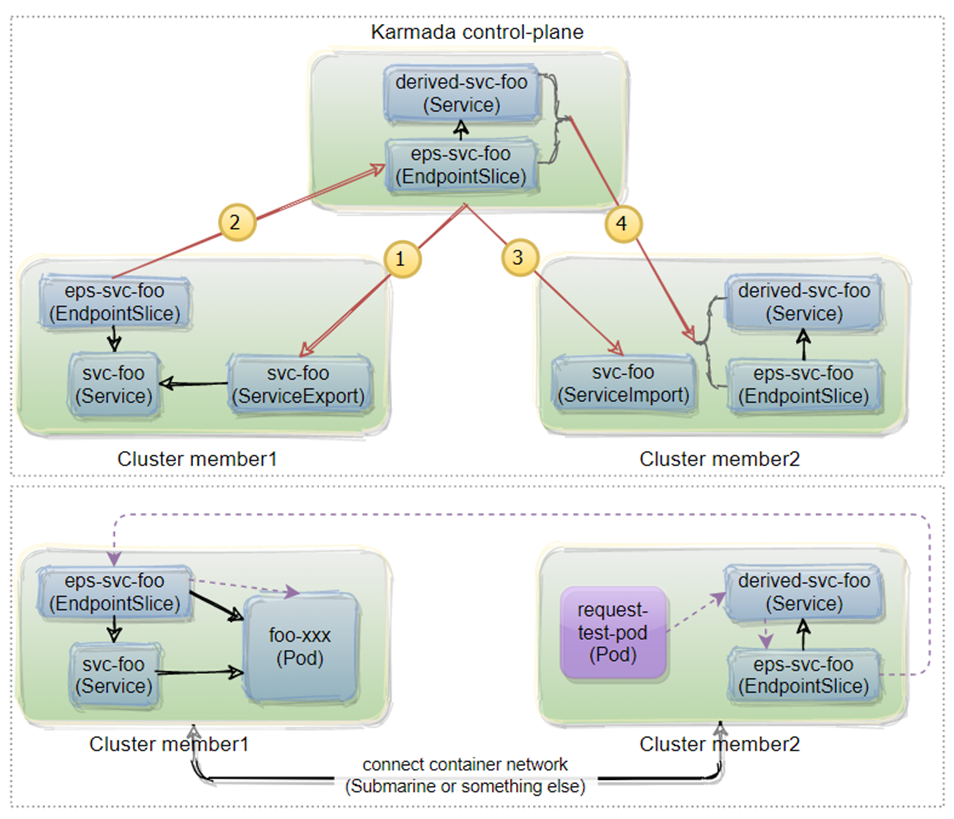 Karmada control-plane
derived-svc-foo
(Service)
eps-svc-foo
(EndpointSlice)
2
1
3
4
eps-svc-foo
(EndpointSlice)
svc-foo
(Service)
svc-foo
(ServiceExport)
Cluster member1
derived-svc-foo
(Service)
svc-foo
(ServiceImport)
eps-svc-foo
(EndpointSlice)
Cluster member2
eps-svc-foo
(EndpointSlice)
svc-foo
(Service)
foo-xxx
(Pod)
Cluster member1
request-
test-pod
(Pod)
derived-svc-foo
(Service)
eps-svc-foo
(EndpointSlice)
Cluster member2
connect container network
(Submarine or something else)